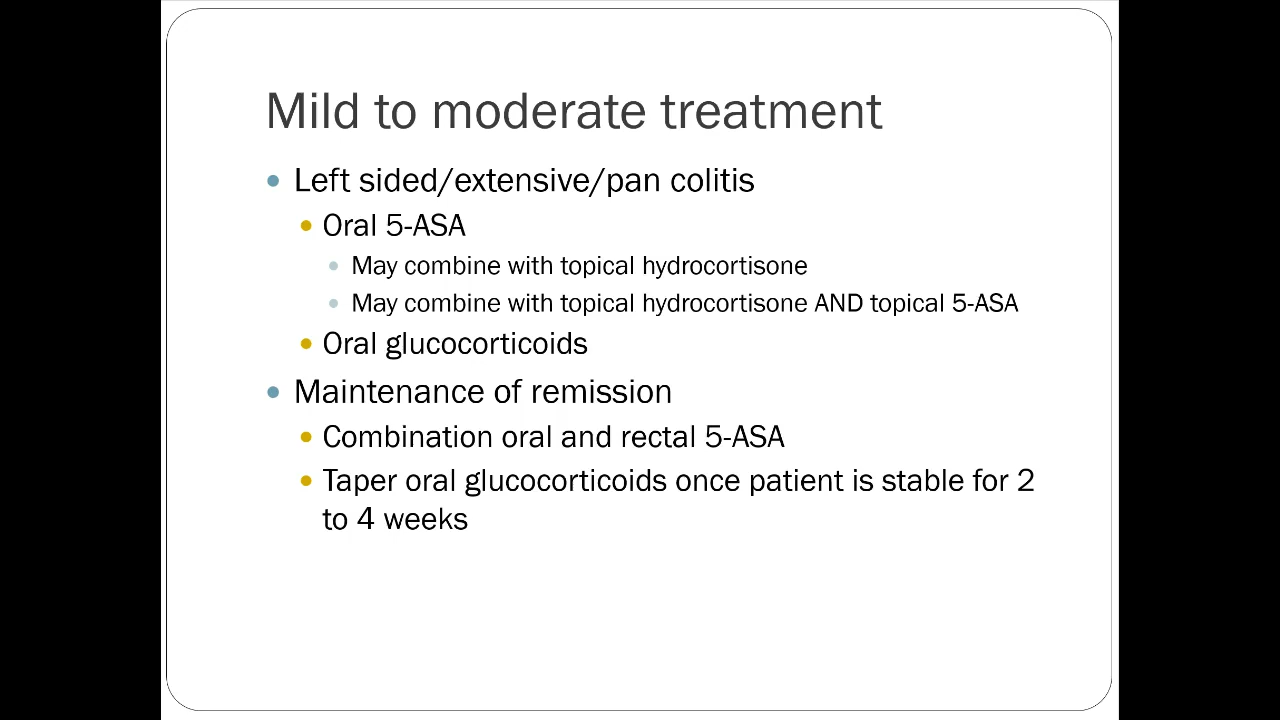 Mild to moderate treatment
Left sided/extensive/pan colitis
Oral 5-ASA
May combine with topical hydrocortisone
May combine with topical hydrocortisone AND topical 5-ASA
Oral glucocorticoids
Maintenance of remission
Combination oral and rectal 5-ASA
Taper oral glucocorticoids once patient is stable for 2
to 4 weeks